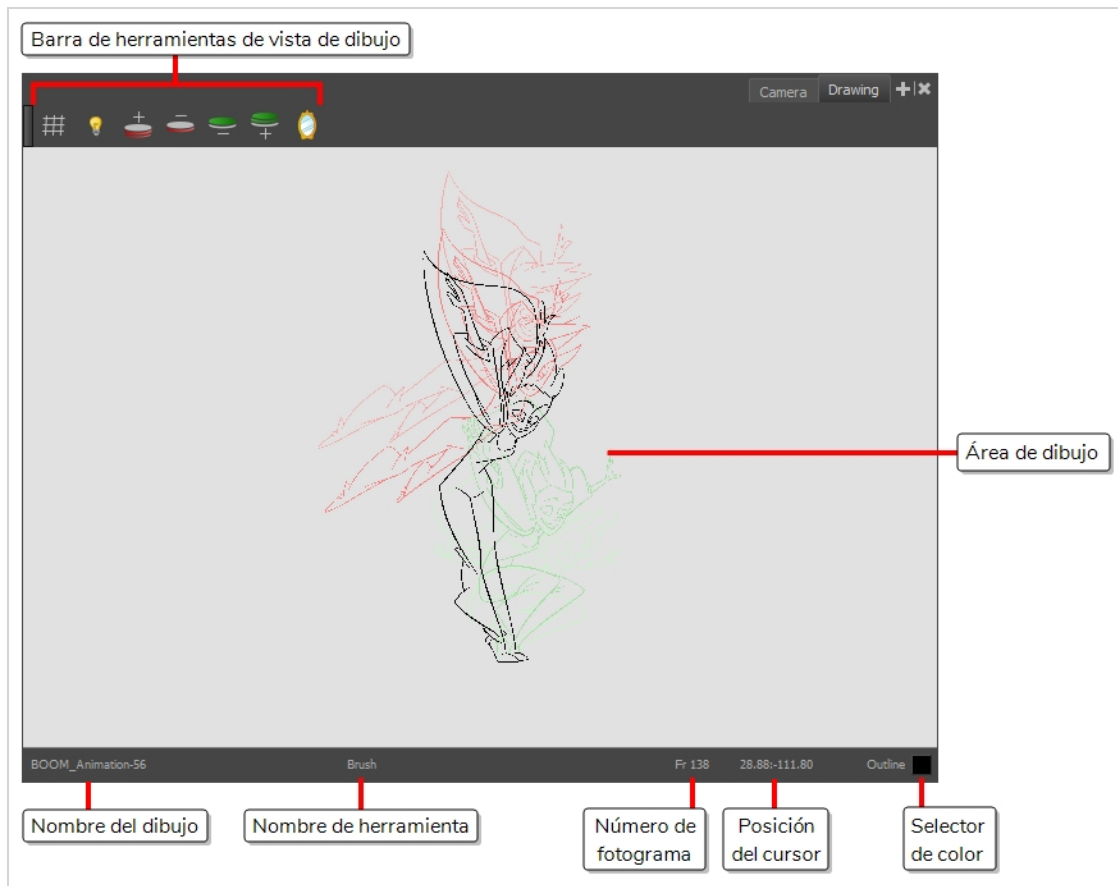 Barra de herramientas de vista de dibujo
Camera Drawing
Área de dibujo
BOOM_Animation-56 Brush Fr 138 28.88:-111.80 Outline
Nombre del dibujo
Nombre de herramienta
Número de
fotograma
Posición
del cursor
Selector
de color